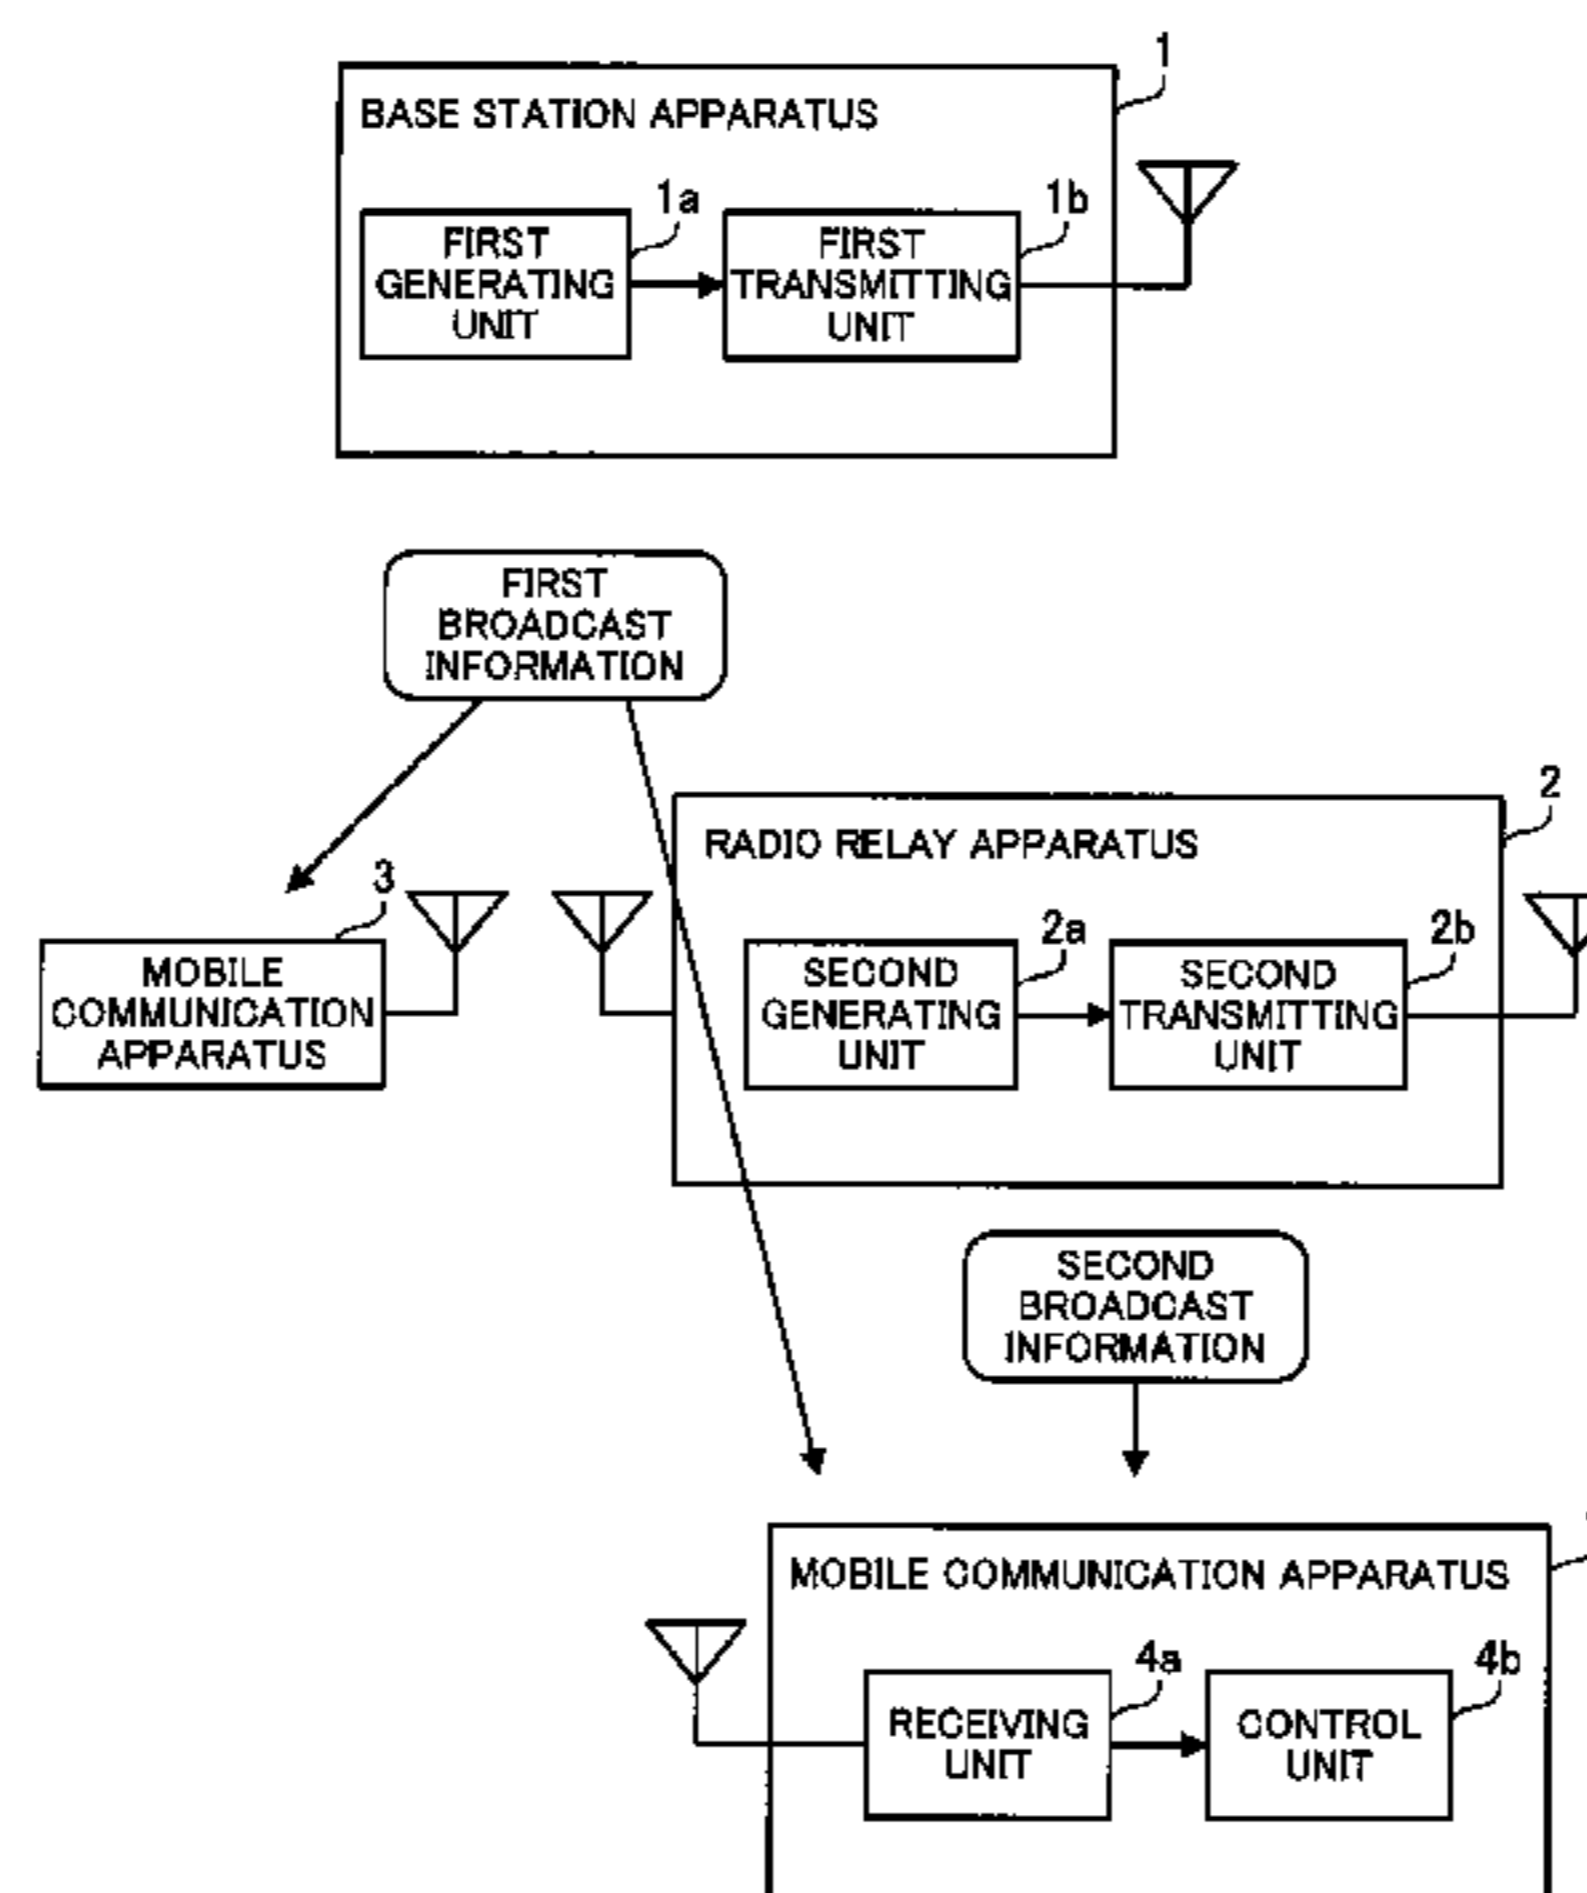 1
BASE STATION APPARATUS
1a
1b
FIRST
GENERATING
UNIT
FIRST
TRANSMITTING
UNIT
FIRST
BROADCAST
INFORMATION
2
RADIO RELAY APPARATUS
3
2a
2b
MOBILE
COMMUNICATION
APPARATUS
SECOND
GENERATING
UNIT
SECOND
TRANSMITTING
UNIT
SECOND
BROADCAST
INFORMATION
MOBILE COMMUNICATION APPARATUS
4a
4b
RECEIVING
UNIT
CONTROL
UNIT